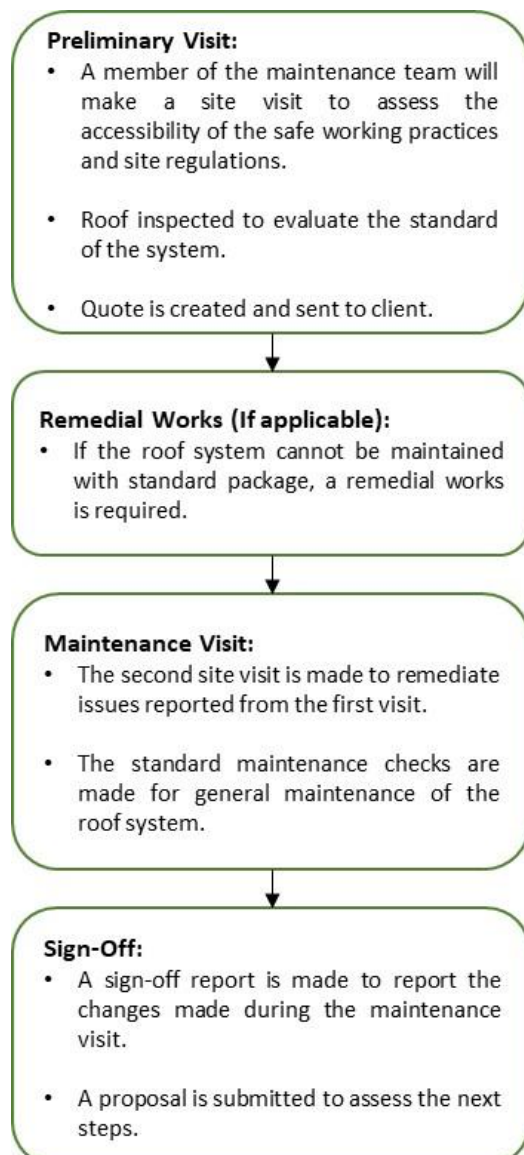 Preliminary Visit:
• A member of the maintenance team will
make a site visit to assess the
accessibility of the safe working practices
and site regulations.
• Roof inspected to evaluate the standard
of the system.
• Quote is created and sent to client.
Remedial Works (If applicable):
• If the roof system cannot be maintained
with standard package, a remedial works
is required.
Maintenance Visit:
• The second site visit is made to remediate
issues reported from the first visit.
• The standard maintenance checks are
made for general maintenance of the
roof system.
Sign-Off:
• A sign-off report is made to report the
changes made during the maintenance
visit.
• A proposal is submitted to assess the next
steps.